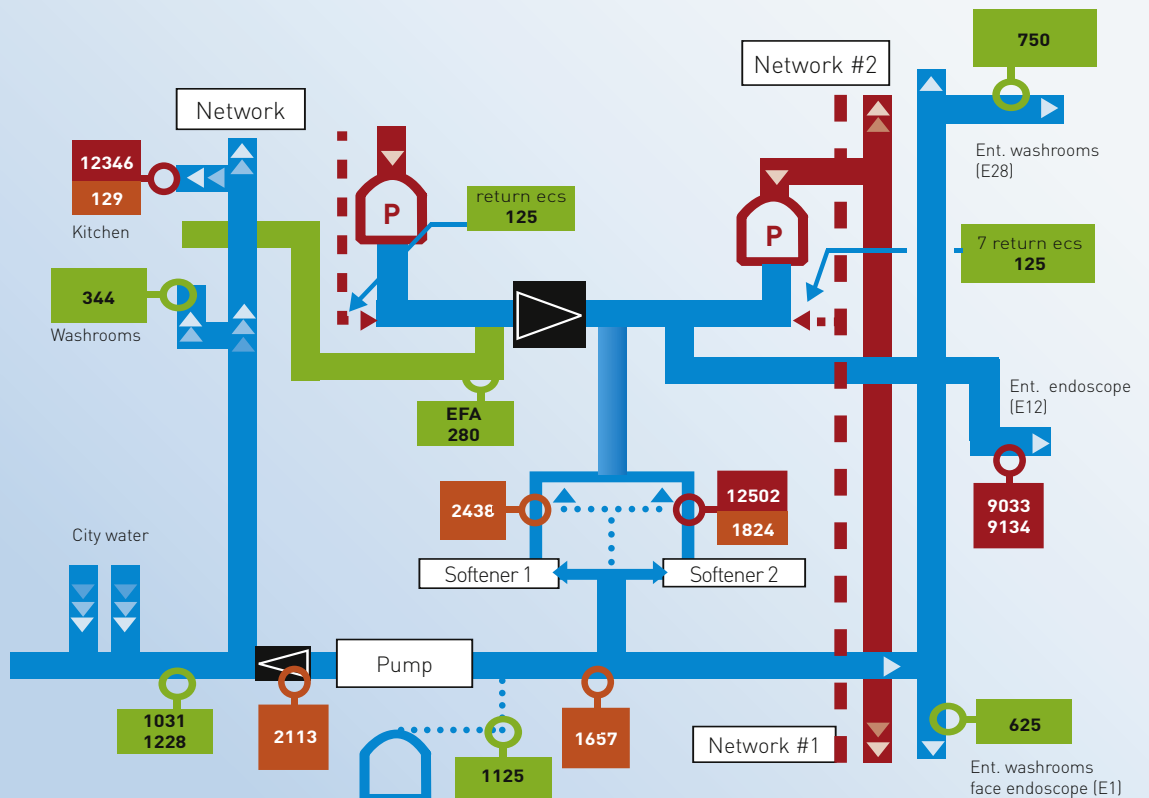 750
Network #2
Network
Ent. washrooms
(E28)
12346
129
Kitchen
return ecs
125
P
P
7 return ecs
125
344
Washrooms
EFA
280
Ent. endoscope
(E12)
2438
12502
1824
9033
9134
City water
Softener 1
Softener 2
Pump
1031
1228
2113
1657
1125
Network #1
625
Ent. washrooms
face endoscope (E1)